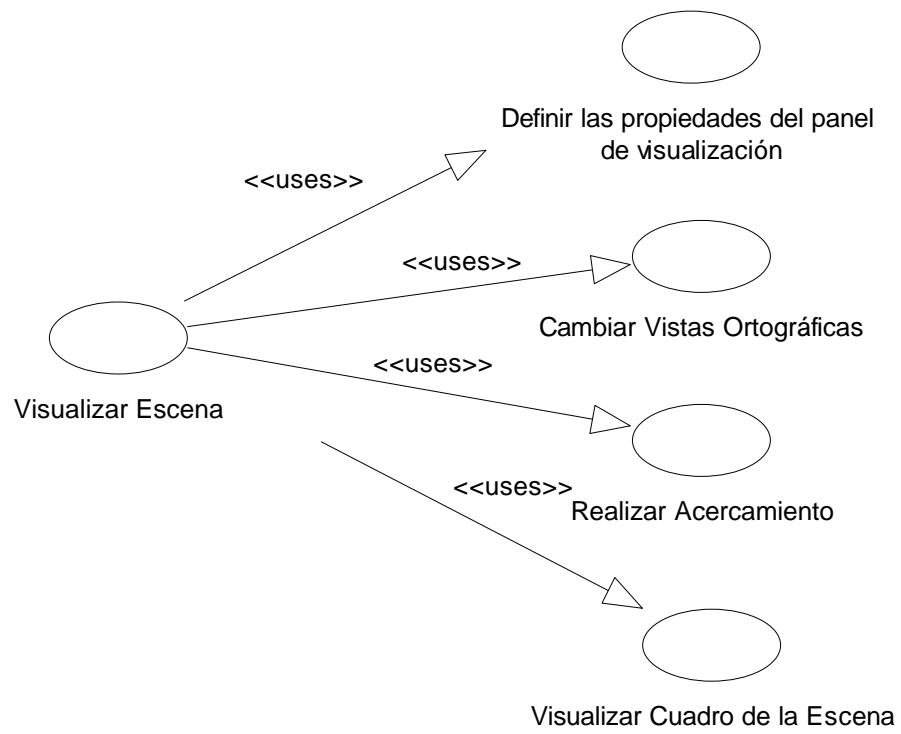 Definir las propiedades del panel
de visualización
<<uses>>
<<uses>>
Cambiar Vistas Ortográficas
<<uses>>
Visualizar Escena
<<uses>>
Realizar Acercamiento
Visualizar Cuadro de la Escena